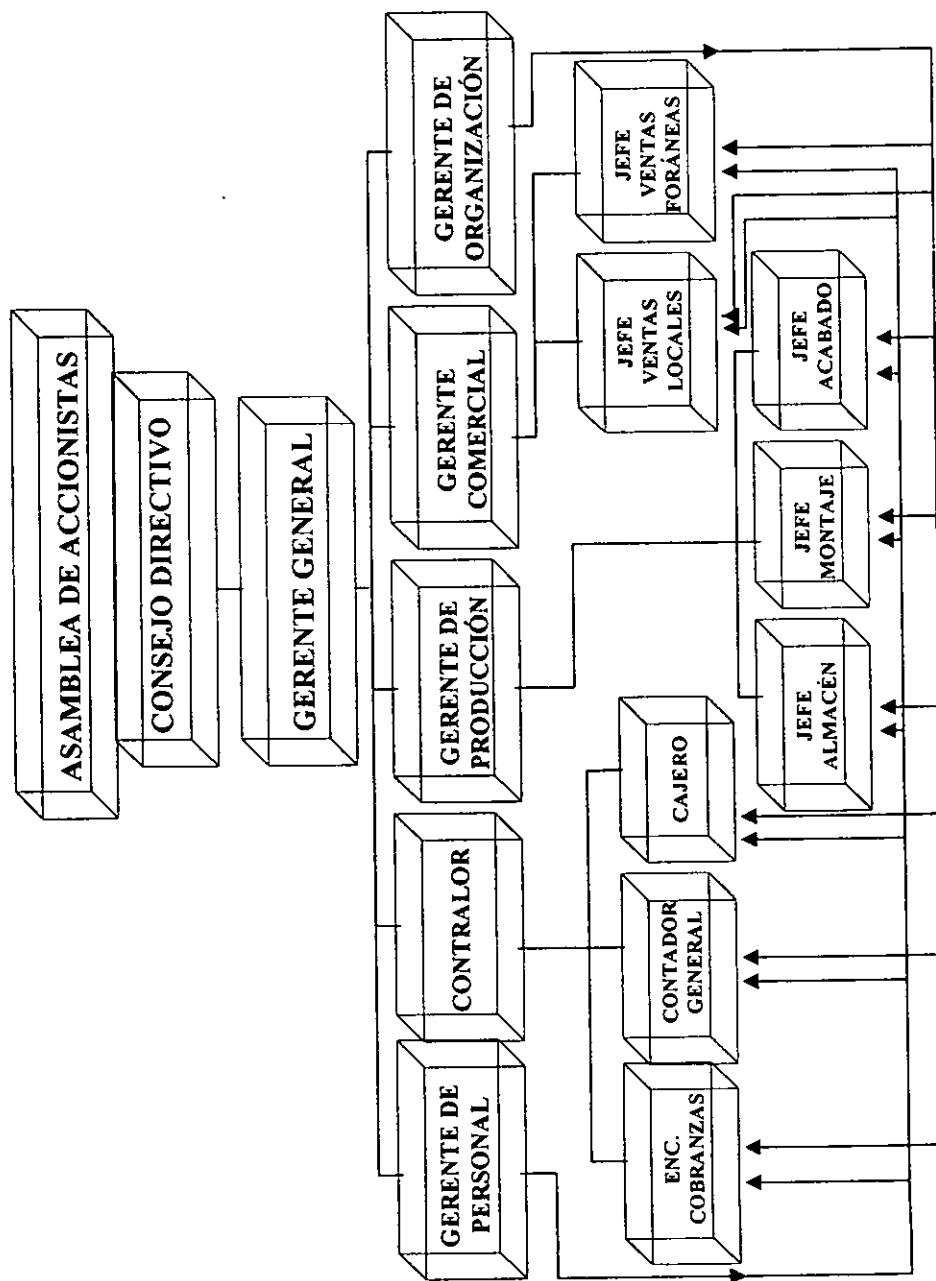 ASAMBLEA DE ACCIONISTAS
CONSEJO DIRECTIVO
GERENTE GENERAL
GERENTE DE
PERSONAL
CONTRALOR
GERENTE DE
PRODUCCIÓN
GERENTE
COMERCIAL
GERENTE DE
ORGANIZACIÓN
ENC.
COBRANZAS
CONTADOR
GENERAL
CAJERO
JEFE
VENTAS
LOCALES
JEFE
VENTAS
FORÁNEAS
JEFE
ALMACÉN
JEFE
MONTAJE
JEFE
ACABADO